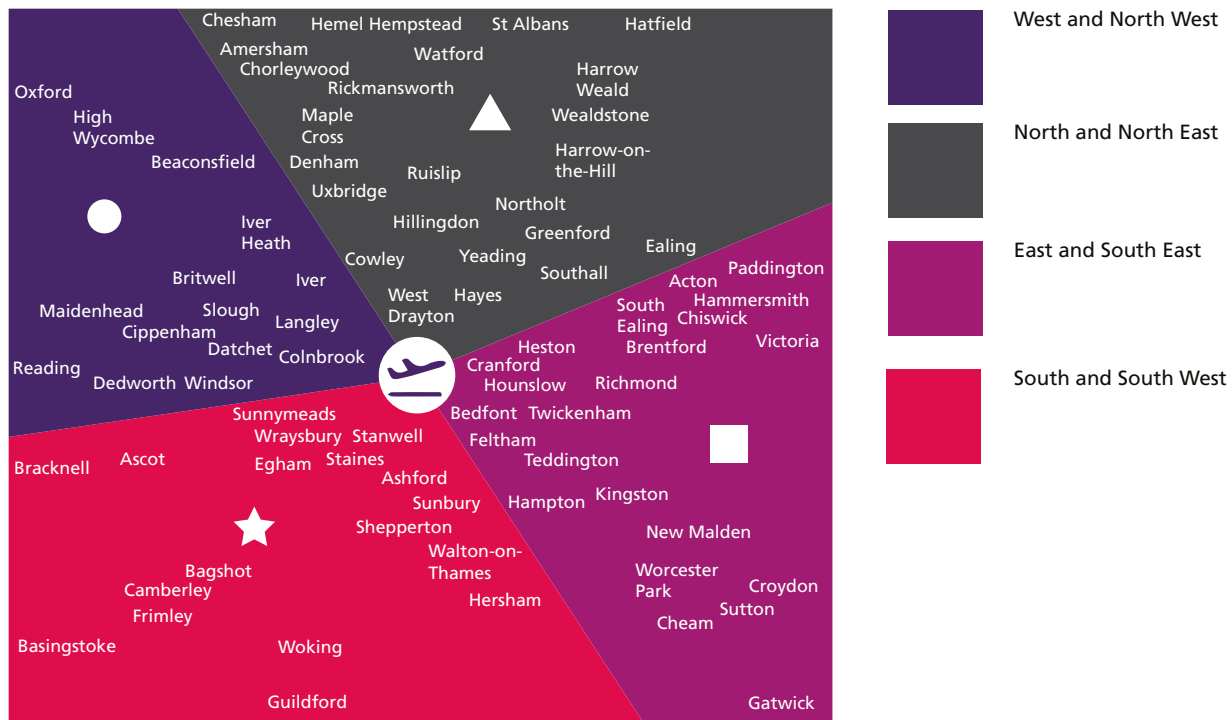 Chesham
Hemel Hempstead
St Albans
Hatfield
Amersham
Watford
Chorleywood
Harrow
Weald
Rickmansworth
Maple
Cross
Wealdstone
Denham
Harrow-on-
the-Hill
Ruislip
Uxbridge
Northolt
Hillingdon
Greenford
Ealing
Cowley
Yeading
Southall
West
Drayton
Hayes
Oxford
High
Wycombe
Beaconsfield
Iver
Heath
Britwell
Iver
Maidenhead
Slough
Langley
Cippenham
Datchet
Colnbrook
Reading
Dedworth
Windsor
Paddington
Acton
Hammersmith
South
Ealing
Chiswick
Victoria
Heston
Brentford
Cranford
Hounslow
Richmond
Bedfont
Twickenham
Feltham
Teddington
Hampton
Kingston
New Malden
Worcester
Park
Croydon
Sutton
Cheam
Gatwick
Sunnymeads
Wraysbury
Stanwell
Bracknell
Ascot
Egham
Staines
Ashford
Sunbury
Shepperton
Walton-on-
Thames
Bagshot
Camberley
Hersham
Frimley
Basingstoke
Woking
Guildford
West and North West
North and North East
East and South East
South and South West